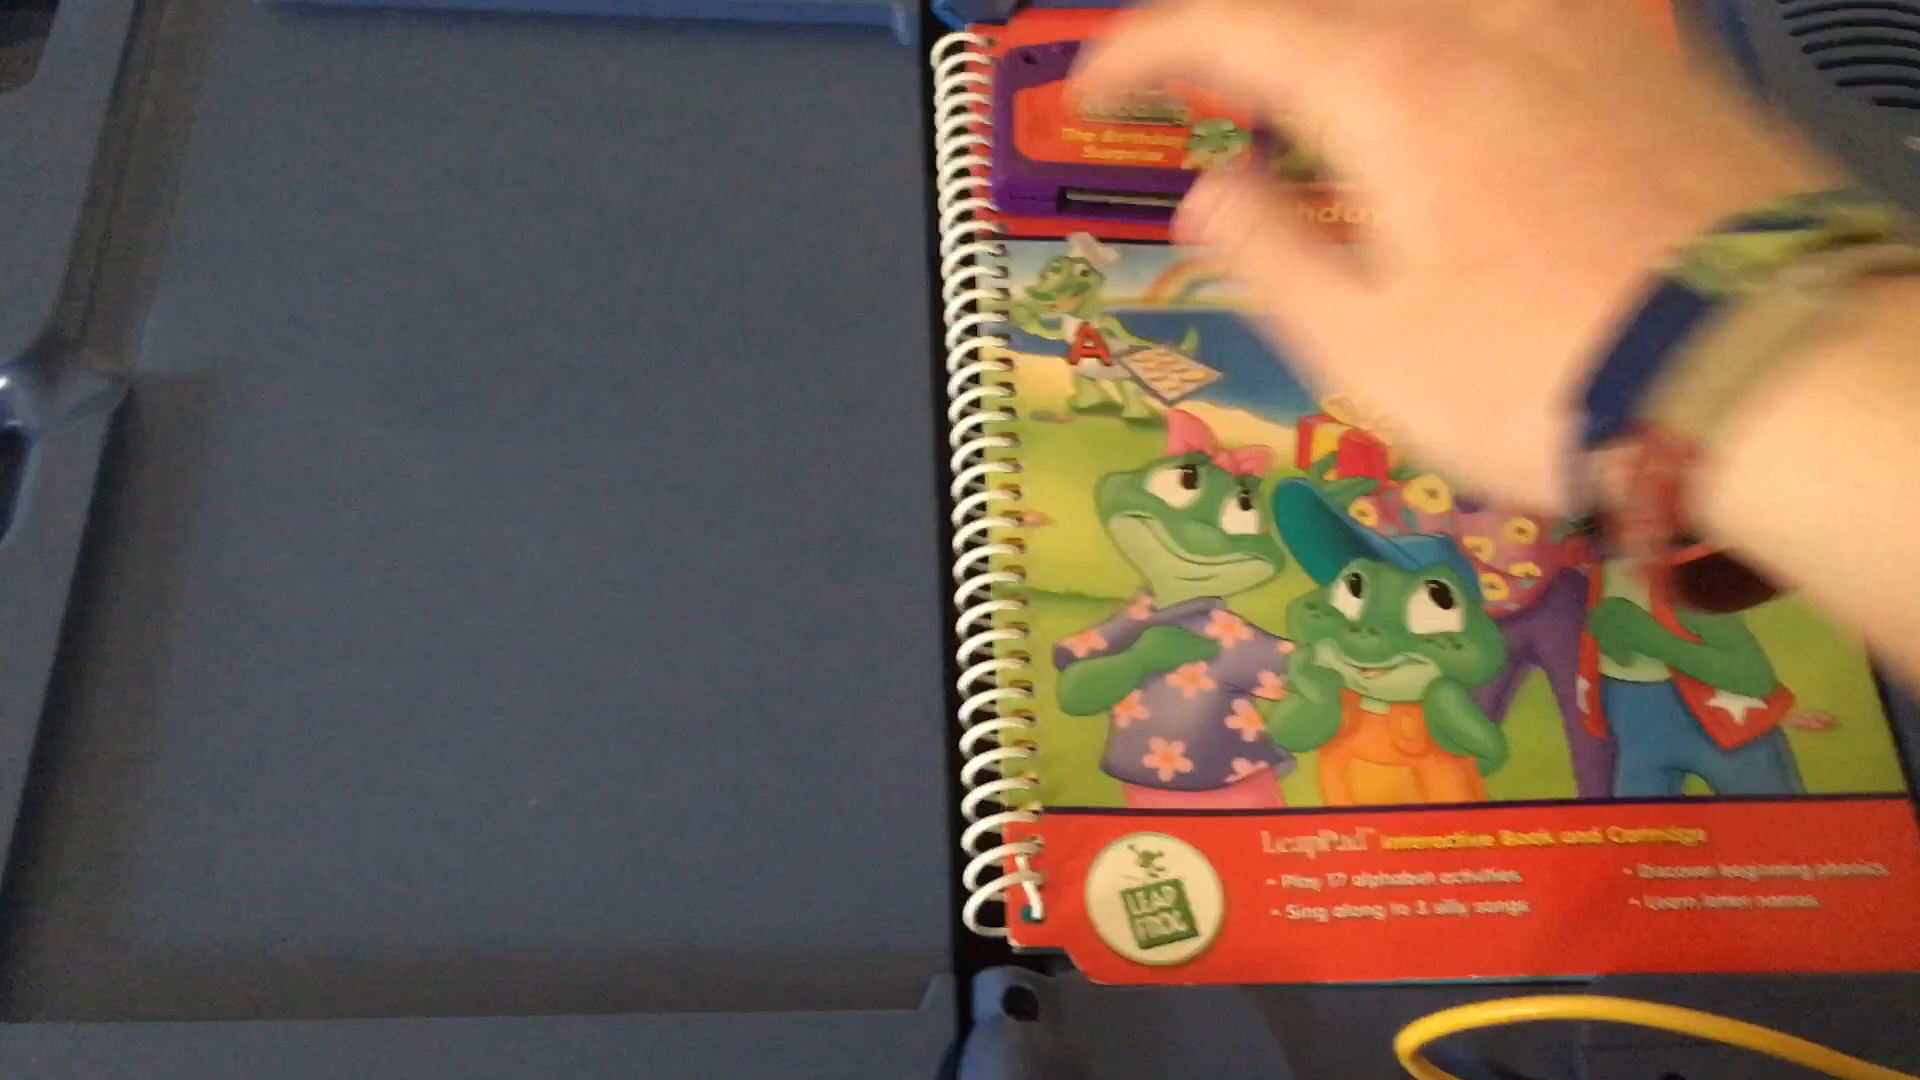 The Birthday
Surprise
A
LeapPad™ Interactive Book and Cartridge
• Play 17 alphabet activities
• Sing along to 3 silly songs
• Discover beginning phonics
• Learn letter names
LEAP
FROG